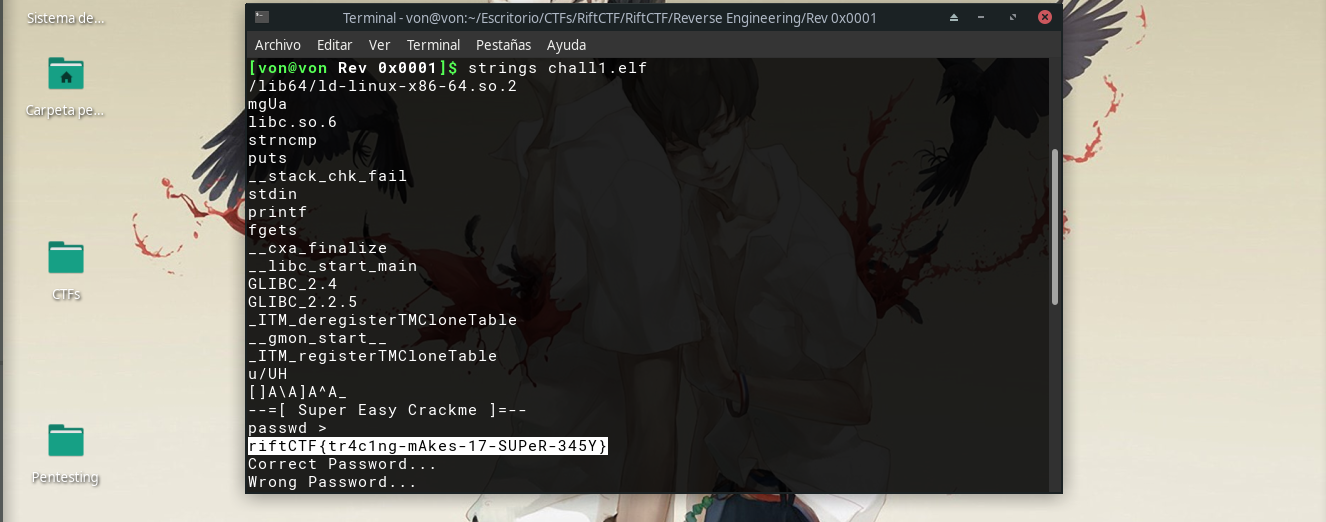 Sistema de...
Carpeta pe...
CTFs
Pentesting
Terminal - von@von:~/Escritorio/CTFs/RiftCTF/RiftCTF/Reverse Engineering/Rev 0x0001
Archivo Editar Ver Terminal Pestañas Ayuda
[von@von Rev 0x0001]$ strings chall1.elf
/lib64/ld-linux-x86-64.so.2
mgUa
libc.so.6
strncmp
puts
__stack_chk_fail
stdin
printf
fgets
__cxa_finalize
__libc_start_main
GLIBC_2.4
GLIBC_2.2.5
_ITM_deregisterTMCloneTable
__gmon_start__
_ITM_registerTMCloneTable
u/UH
[]A\A]A^A_
--=[ Super Easy Crackme ]=--
passwd >
riftCTF{tr4c1ng-mAkes-17-SUPeR-345Y}
Correct Password...
Wrong Password...